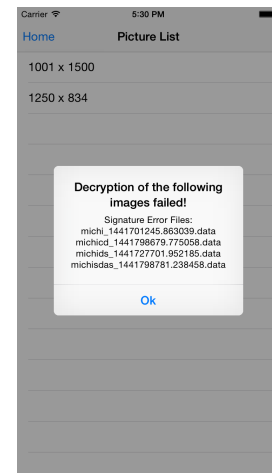 Carrier 5:30 PM
Home Picture List
1001 x 1500
1250 x 834
Decryption of the following
images failed!
Signature Error Files:
michi_1441701245.863039.data
michicd_1441798679.775058.data
michids_1441727701.952185.data
michisdas_1441798781.238458.data
Ok